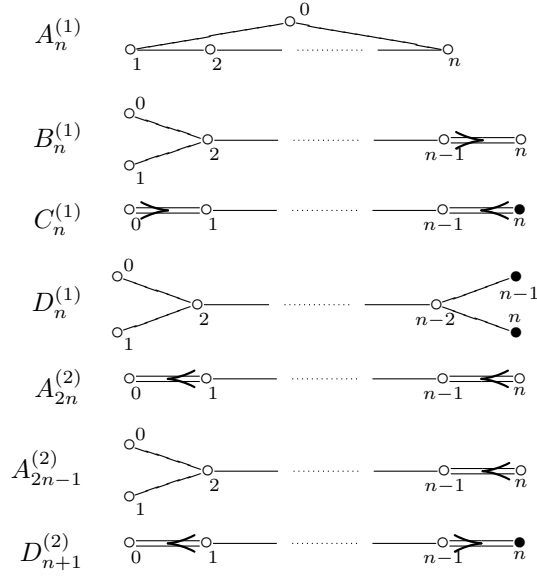 A_n^{(1)} 0
1 2 n
B_n^{(1)} 0
1 2 n−1 n
C_n^{(1)} 0 1 n−1 n
D_n^{(1)} 0
1 2 n−2 n−1
n
A_{2n}^{(2)} 0 1 n−1 n
A_{2n−1}^{(2)} 0
1 2 n−1 n
D_{n+1}^{(2)} 0 1 n−1 n